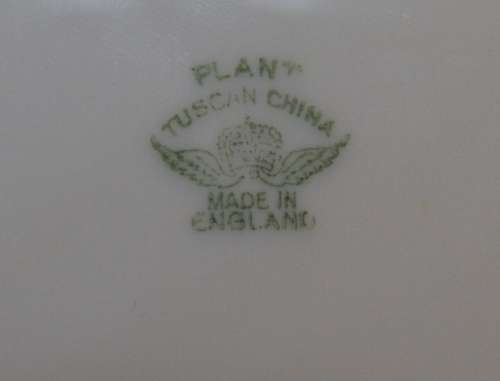 PLANT
TUSCAN CHINA
MADE IN
ENGLAND